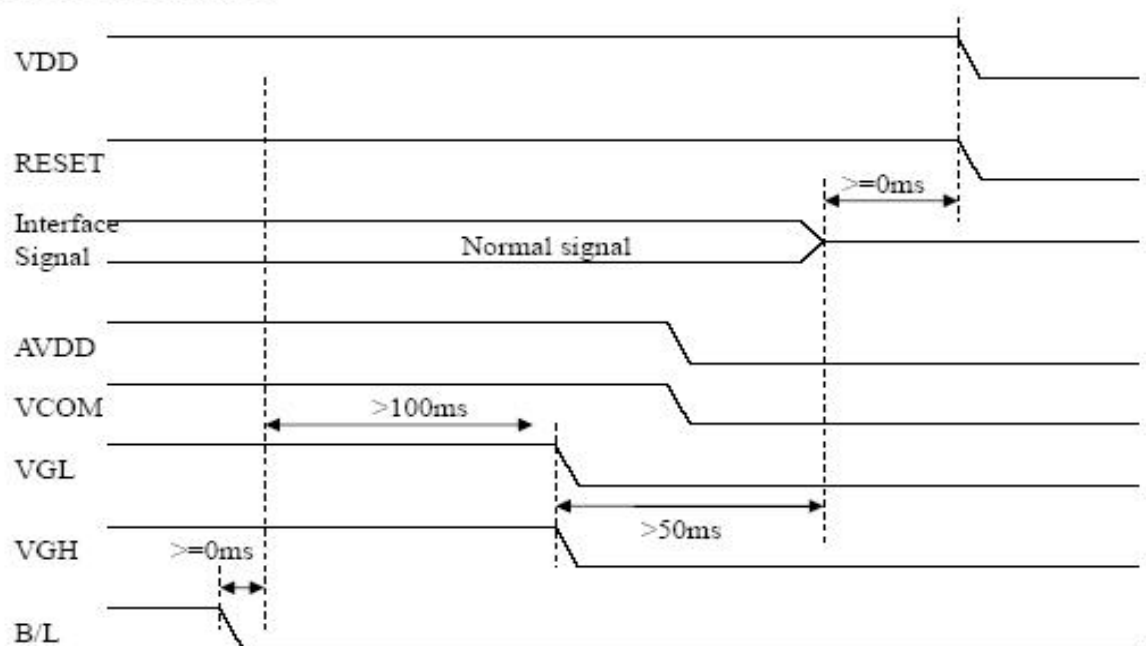 VDD
RESET
>=0ms
Interface
Signal
Normal signal
AVDD
VCOM
>100ms
VGL
>50ms
VGH
>=0ms
B/L